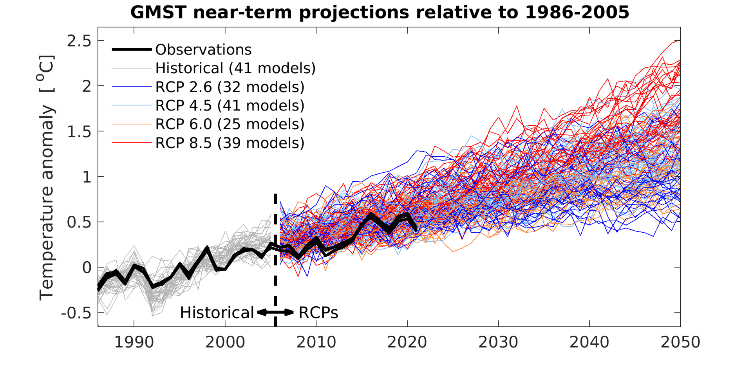 GMST near-term projections relative to 1986-2005
Temperature anomaly [ °C]
2.5
2
1.5
1
0.5
0
-0.5
Observations
Historical (41 models)
RCP 2.6 (32 models)
RCP 4.5 (41 models)
RCP 6.0 (25 models)
RCP 8.5 (39 models)
Historical RCPs
1990 2000 2010 2020 2030 2040 2050